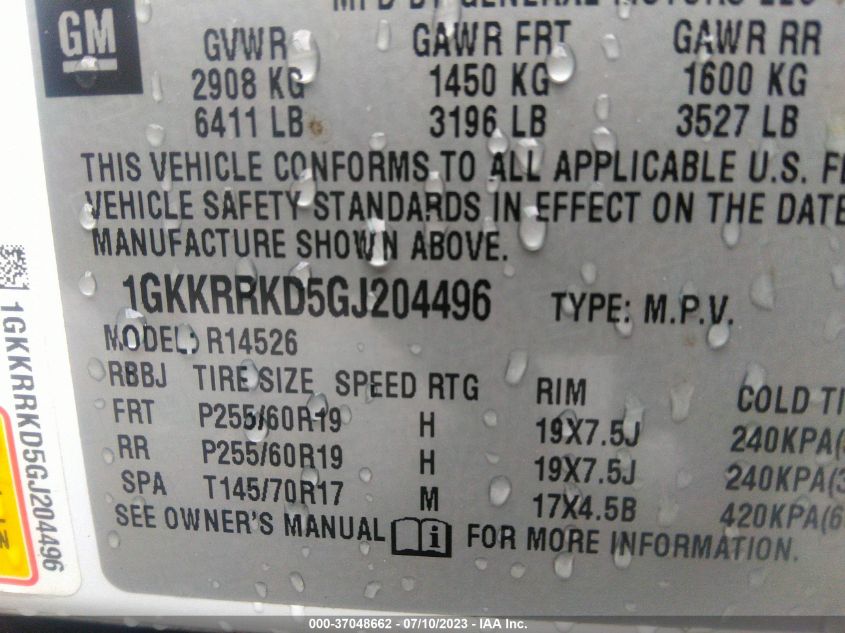 GM
GVWR GAWR FRT GAWR RR
2908 KG 1450 KG 1600 KG
6411 LB 3196 LB 3527 LB
THIS VEHICLE CONFORMS TO ALL APPLICABLE U.S.
VEHICLE SAFETY STANDARDS IN EFFECT ON THE DATE
MANUFACTURE SHOWN ABOVE.
1GKKRRKD5GJ204496 TYPE: M.P.V.
MODEL: R14526
RBBJ TIRE SIZE SPEED RTG RIM COLD
FRT P255/60R19 H 19X7.5J 240KPA(
RR P255/60R19 H 19X7.5J 240KPA(3
SPA T145/70R17 M 17X4.5B 420KPA(6
SEE OWNER'S MANUAL i FOR MORE INFORMATION.
1GKKRRKD5GJ204496
000-37048662 - 07/10/2023 - IAA Inc.